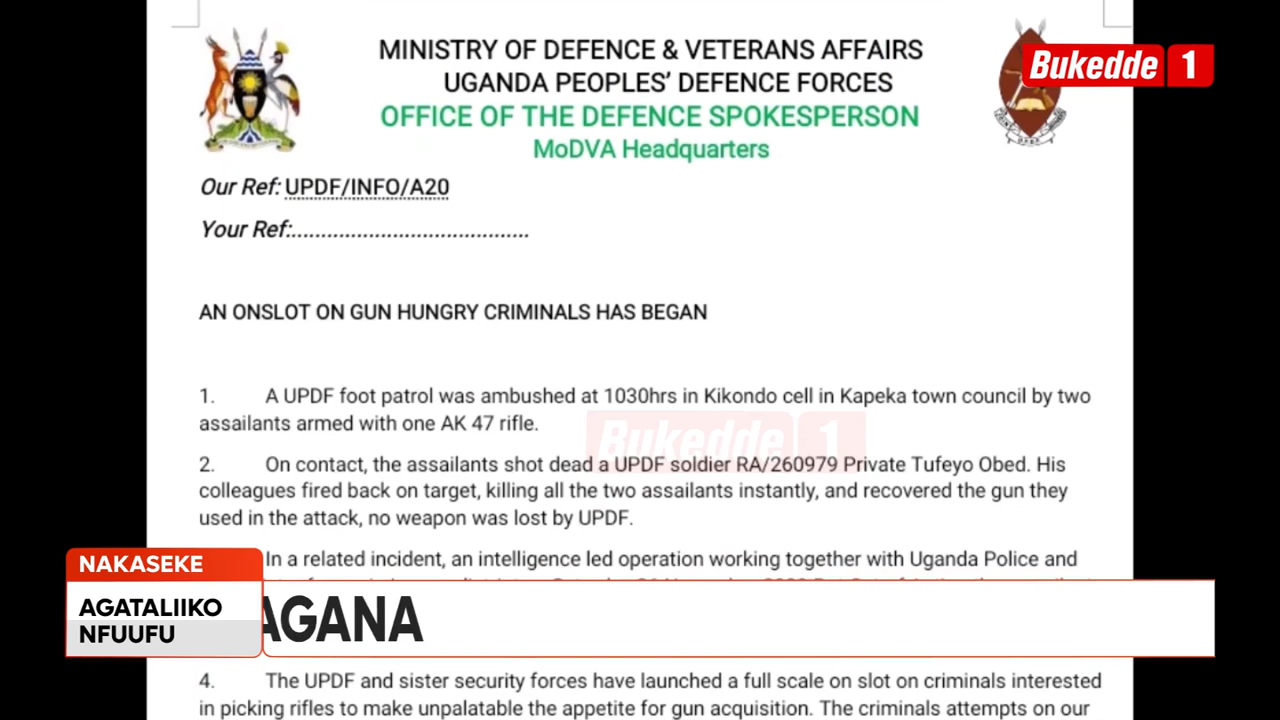 MINISTRY OF DEFENCE & VETERANS AFFAIRS
UGANDA PEOPLES' DEFENCE FORCES
OFFICE OF THE DEFENCE SPOKESPERSON
MoDVA Headquarters
Bukedde 1
Our Ref: UPDF/INFO/A20
Your Ref:.......................................
AN ONSLOT ON GUN HUNGRY CRIMINALS HAS BEGAN
1. A UPDF foot patrol was ambushed at 1030hrs in Kikondo cell in Kapeka town council by two
assailants armed with one AK 47 rifle.
Bukedde 1
2. On contact, the assailants shot dead a UPDF soldier RA/260979 Private Tufeyo Obed. His
colleagues fired back on target, killing all the two assailants instantly, and recovered the gun they
used in the attack, no weapon was lost by UPDF.
In a related incident, an intelligence led operation working together with Uganda Police and
NAKASEKE
AGATALIIKO
NFUUFU
AGANA
4. The UPDF and sister security forces have launched a full scale on slot on criminals interested
in picking rifles to make unpalatable the appetite for gun acquisition. The criminals attempts on our